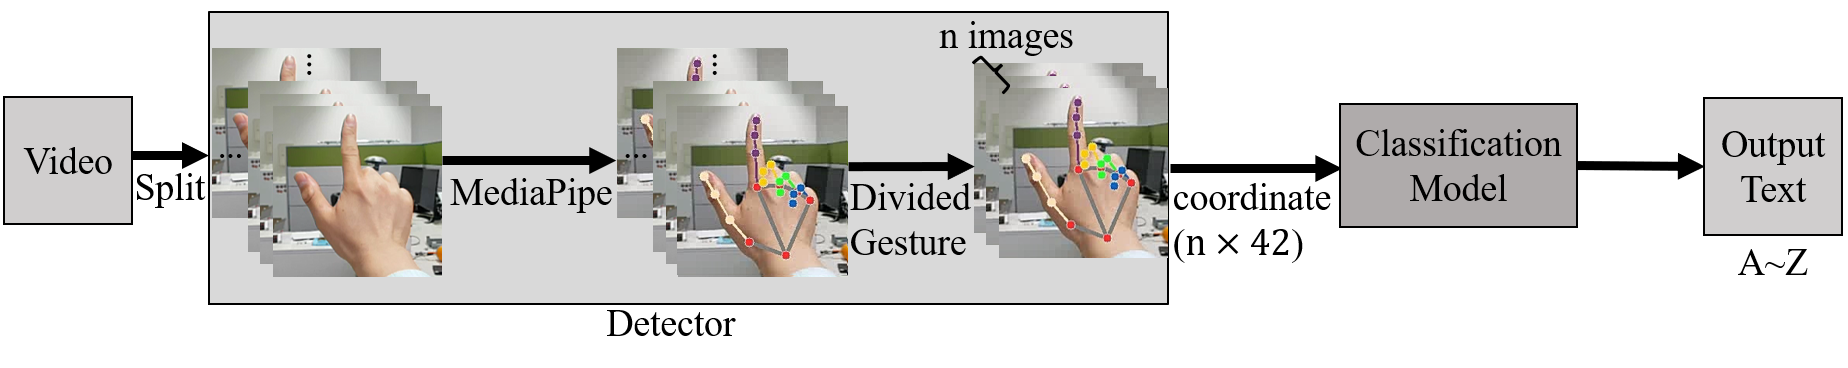 Video
Split
MediaPipe
Divided
Gesture
n images
Detector
coordinate
(n × 42)
Classification
Model
Output
Text
A~Z